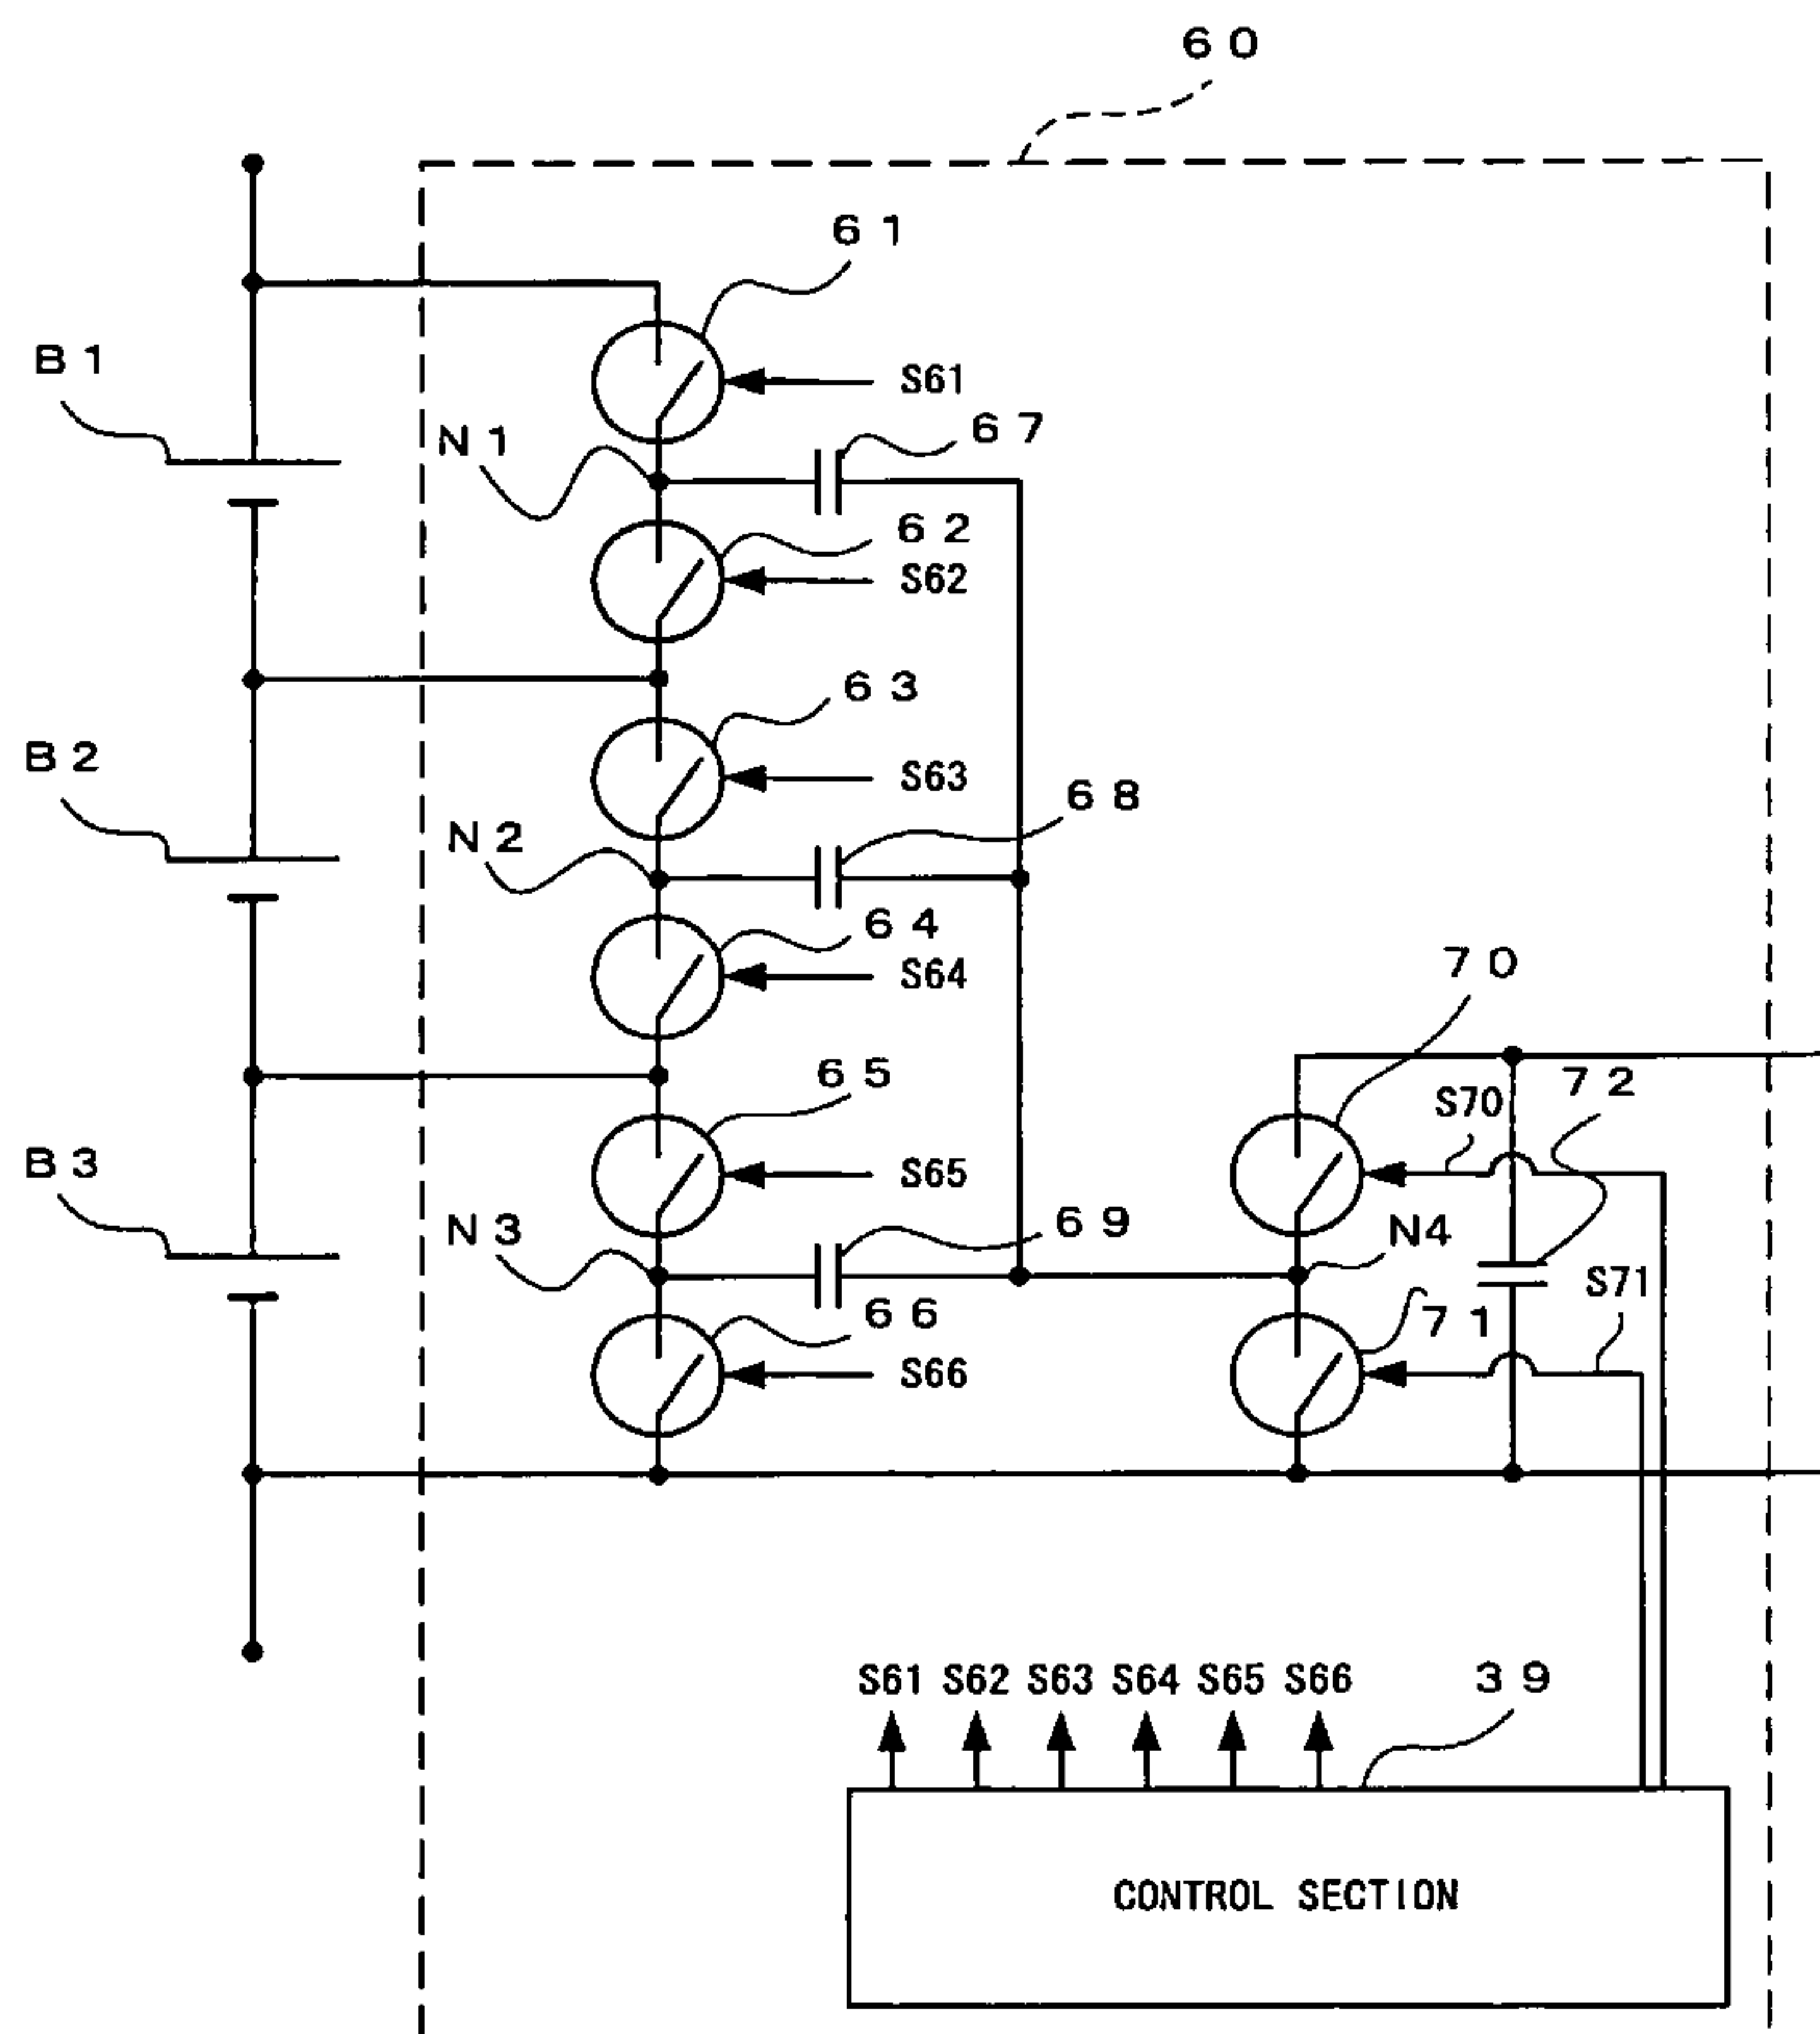 60
61
B1
S61
N1
67
62
S62
63
B2
S63
68
N2
64
S64
70
65
S70
72
B3
S65
N3
69
N4
66
71
S71
S66
S61 S62 S63 S64 S65 S66
39
CONTROL SECTION